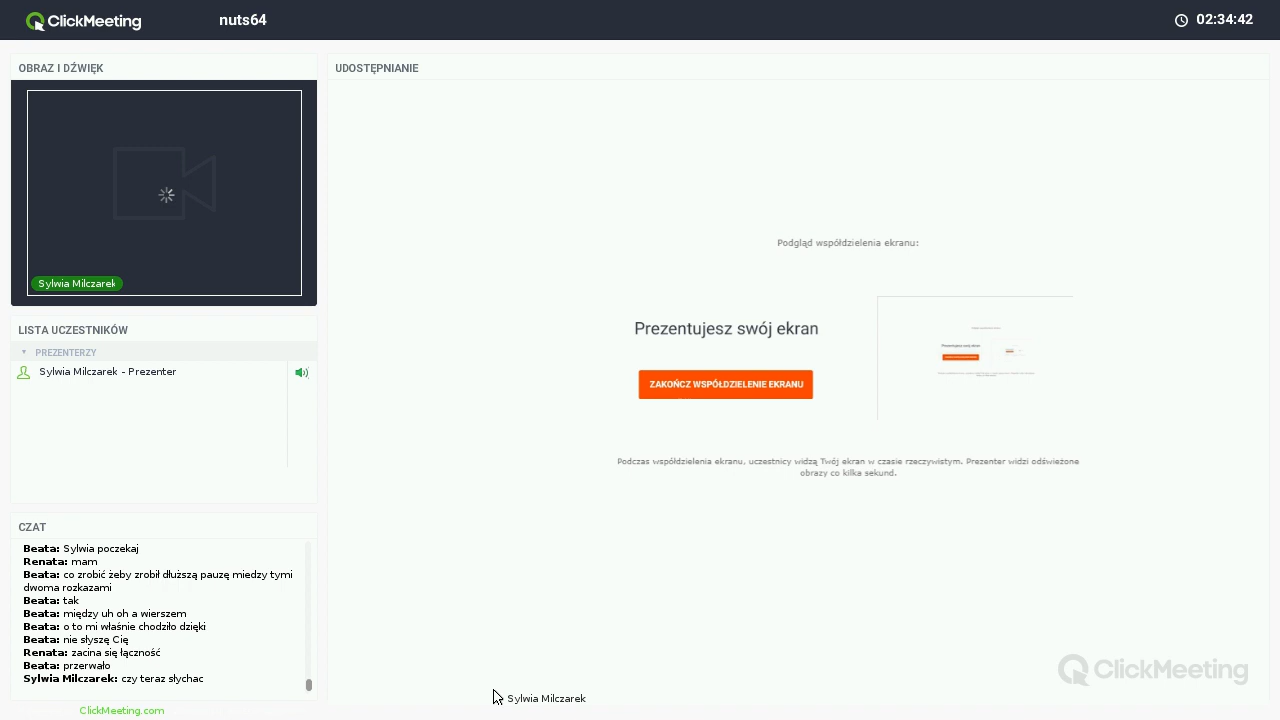 ClickMeeting
nuts64
02:34:42
OBRAZ I DŹWIĘK
UDOSTĘPNIANIE
Sylwia Milczarek
LISTA UCZESTNIKÓW
PREZENTERZY
Sylwia Milczarek - Prezenter
CZAT
Beata: Sylwia poczekaj
Renata: mam
Beata: co zrobić żeby zrobił dłuższą pauzę miedzy tymi
dwoma rozkazami
Beata: tak
Beata: między uh oh a wierszem
Beata: o to mi właśnie chodziło dzięki
Beata: nie słyszę Cię
Renata: zacina się łączność
Beata: przerwało
Sylwia Milczarek: czy teraz słychac
ClickMeeting.com
Podgląd współdzielenia ekranu:
Prezentujesz swój ekran
ZAKOŃCZ WSPÓŁDZIELENIE EKRANU
Podczas współdzielenia ekranu, uczestnicy widzą Twój ekran w czasie rzeczywistym. Prezenter widzi odświeżone
obrazy co kilka sekund.
ClickMeeting
Sylwia Milczarek